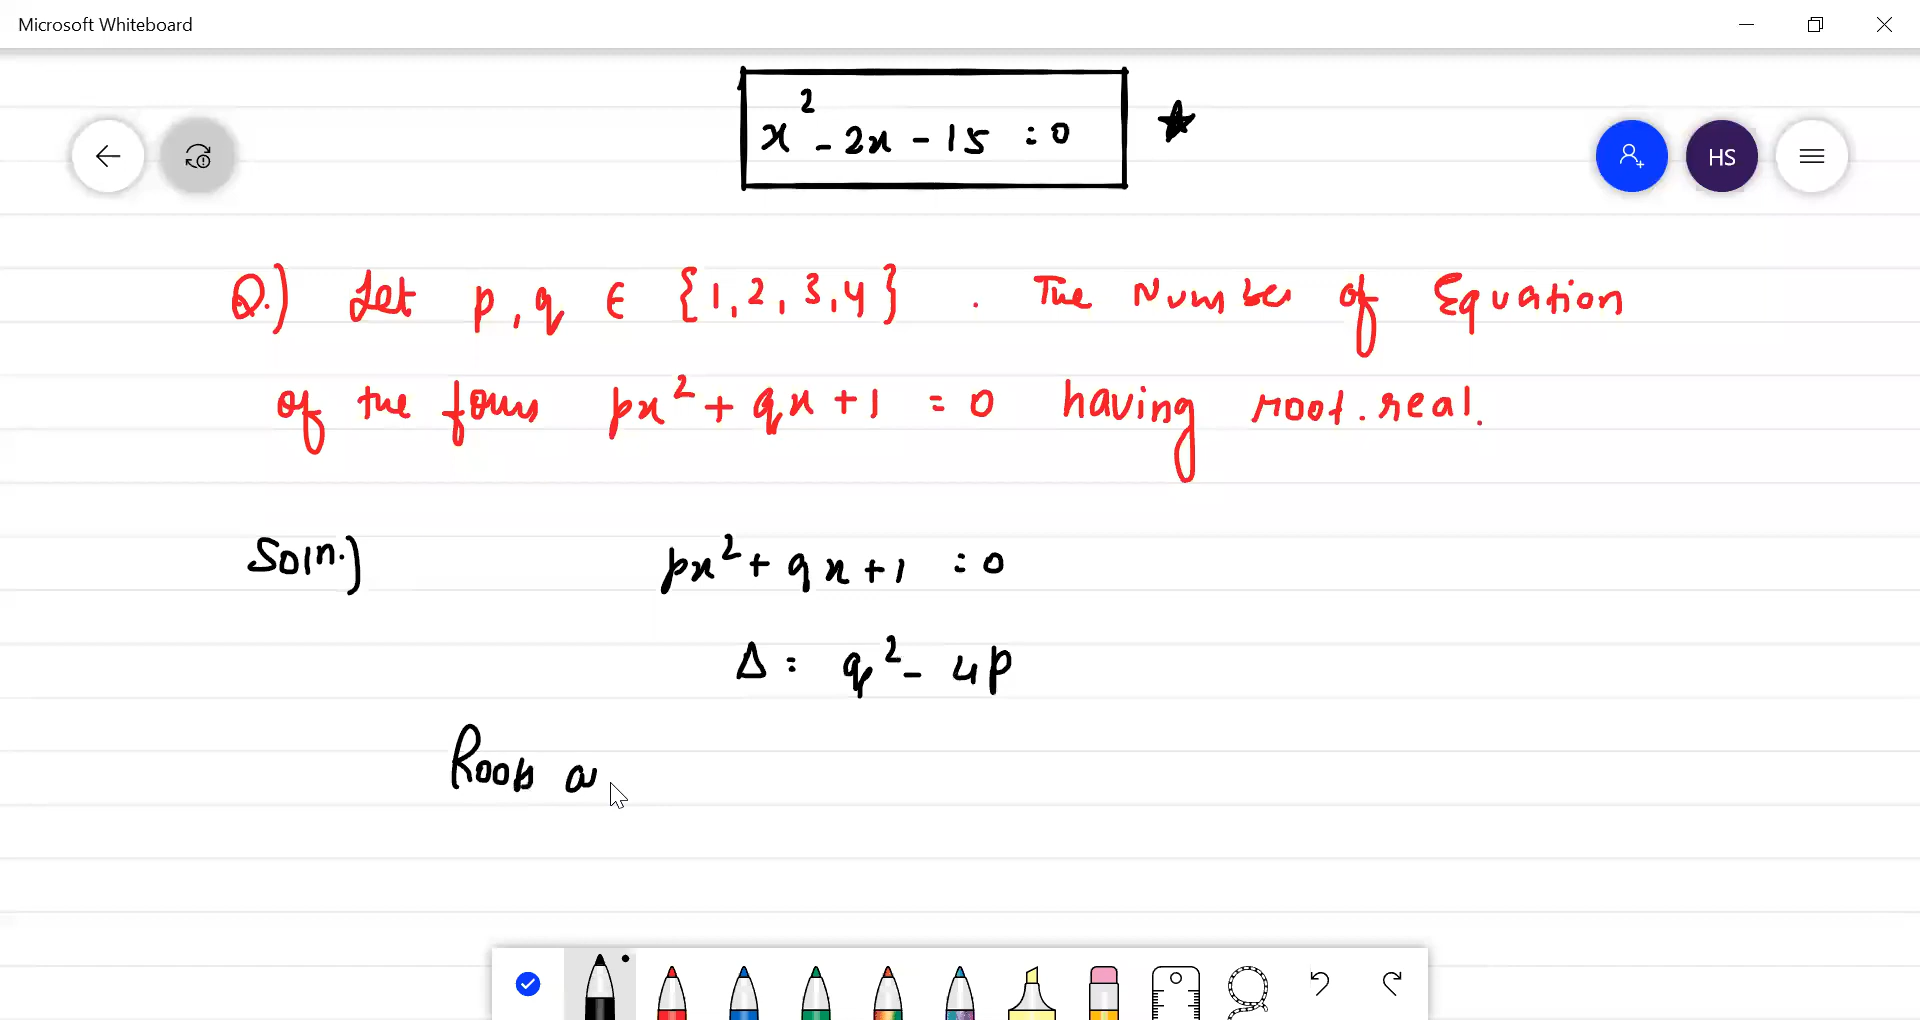 Microsoft Whiteboard
x² - 2x - 15 = 0
HS
Q.) Let p, q ∈ {1, 2, 3, 4} . The Number of Equation
of the form px² + qx + 1 = 0 having root. real.
Soln.) px² + qx + 1 = 0
Δ = q² - 4p
Roots a